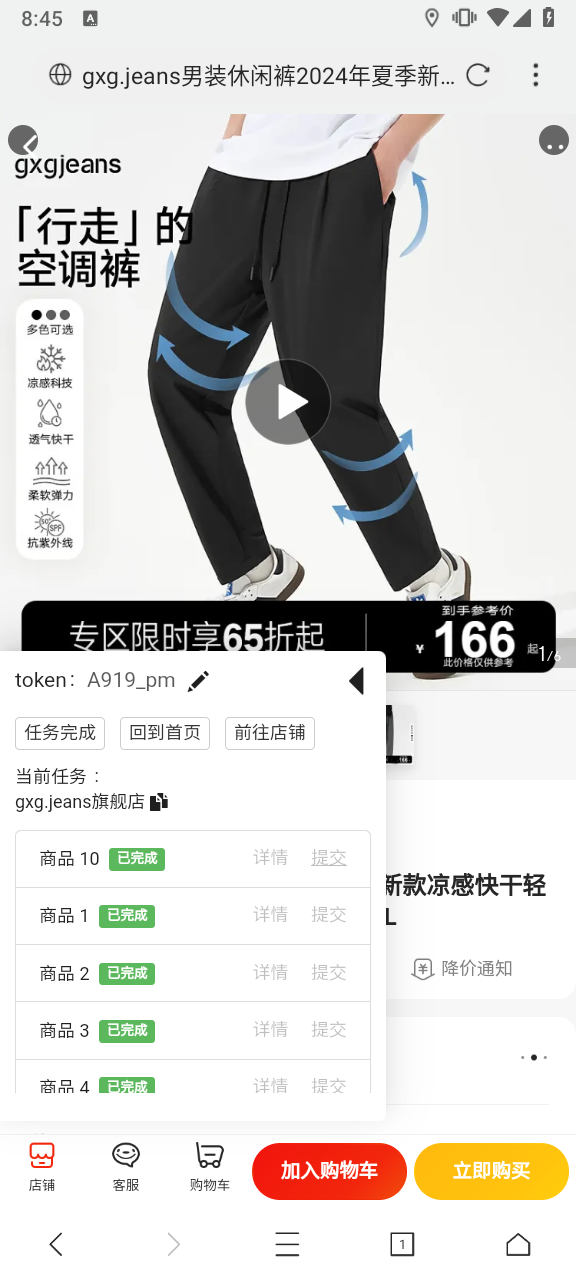 8:45
A
gxg.jeans男装休闲裤2024年夏季新...
gxgjeans
「行走」的
空调裤
多色可选
凉感科技
透气快干
柔软弹力
SPF
抗紫外线
专区限时享65折起
到手参考价
¥ 166 起
此价格仅供参考
1/6
token： A919_pm
任务完成
回到首页
前往店铺
当前任务：
gxg.jeans旗舰店
商品 10 已完成 详情 提交
商品 1 已完成 详情 提交
商品 2 已完成 详情 提交
商品 3 已完成 详情 提交
商品 4 已完成 详情 提交
166
新款凉感快干轻
L
降价通知
店铺
客服
购物车
加入购物车
立即购买
1